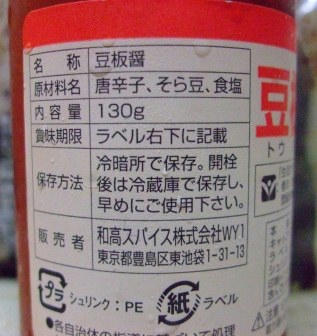 名称 豆板醤
原材料名 唐辛子、そら豆、食塩
内容量 130g
賞味期限 ラベル右下に記載
保存方法 冷暗所で保存。開栓
後は冷蔵庫で保存し、
早めにご使用下さい。
販売者 和高スパイス株式会社WY1
東京都豊島区東池袋1-31-13
プラ シュリンク:PE 紙 ラベル
豆
トウ